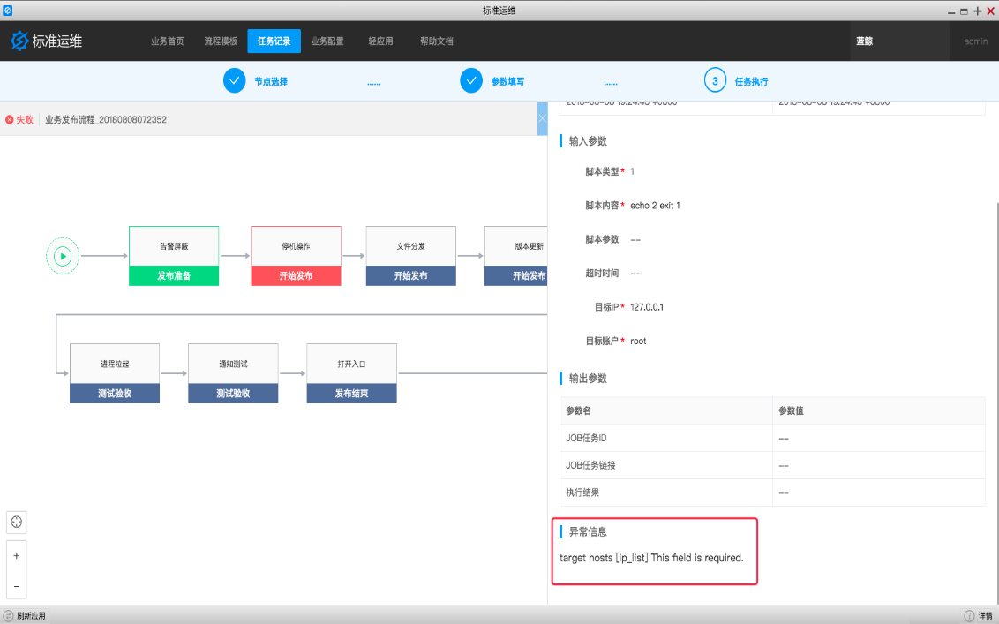 标准运维
标准运维 业务首页 流程模板 任务记录 业务配置 轻应用 帮助文档 蓝鲸 admin
节点选择 ...... 参数填写 ...... 3 任务执行
失败 业务发布流程_20180808072352
输入参数
脚本类型* 1
脚本内容* echo 2 exit 1
脚本参数 --
超时时间 --
目标IP* 127.0.0.1
目标账户* root
告警屏蔽 停机操作 文件分发 版本更新
发布准备 开始发布 开始发布 开始发布
进程拉起 通知测试 打开入口
测试验收 测试验收 发布结束
输出参数
参数名 参数值
JOB任务ID --
JOB任务链接 --
执行结果 --
异常信息
target hosts [ip_list] This field is required.
刷新应用 详情